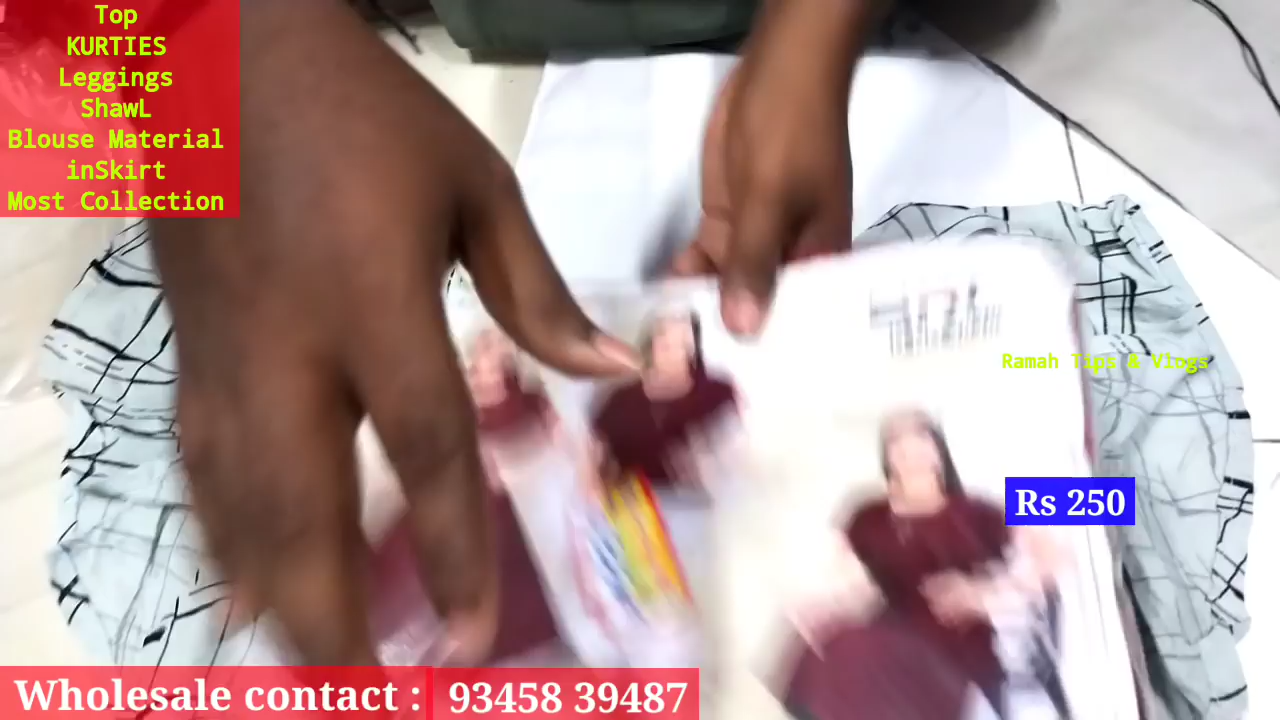 Top
KURTIES
Leggings
ShawL
Blouse Material
inSkirt
Most Collection
Ramah Tips & Vlogs
Rs 250
Wholesale contact : 93458 39487